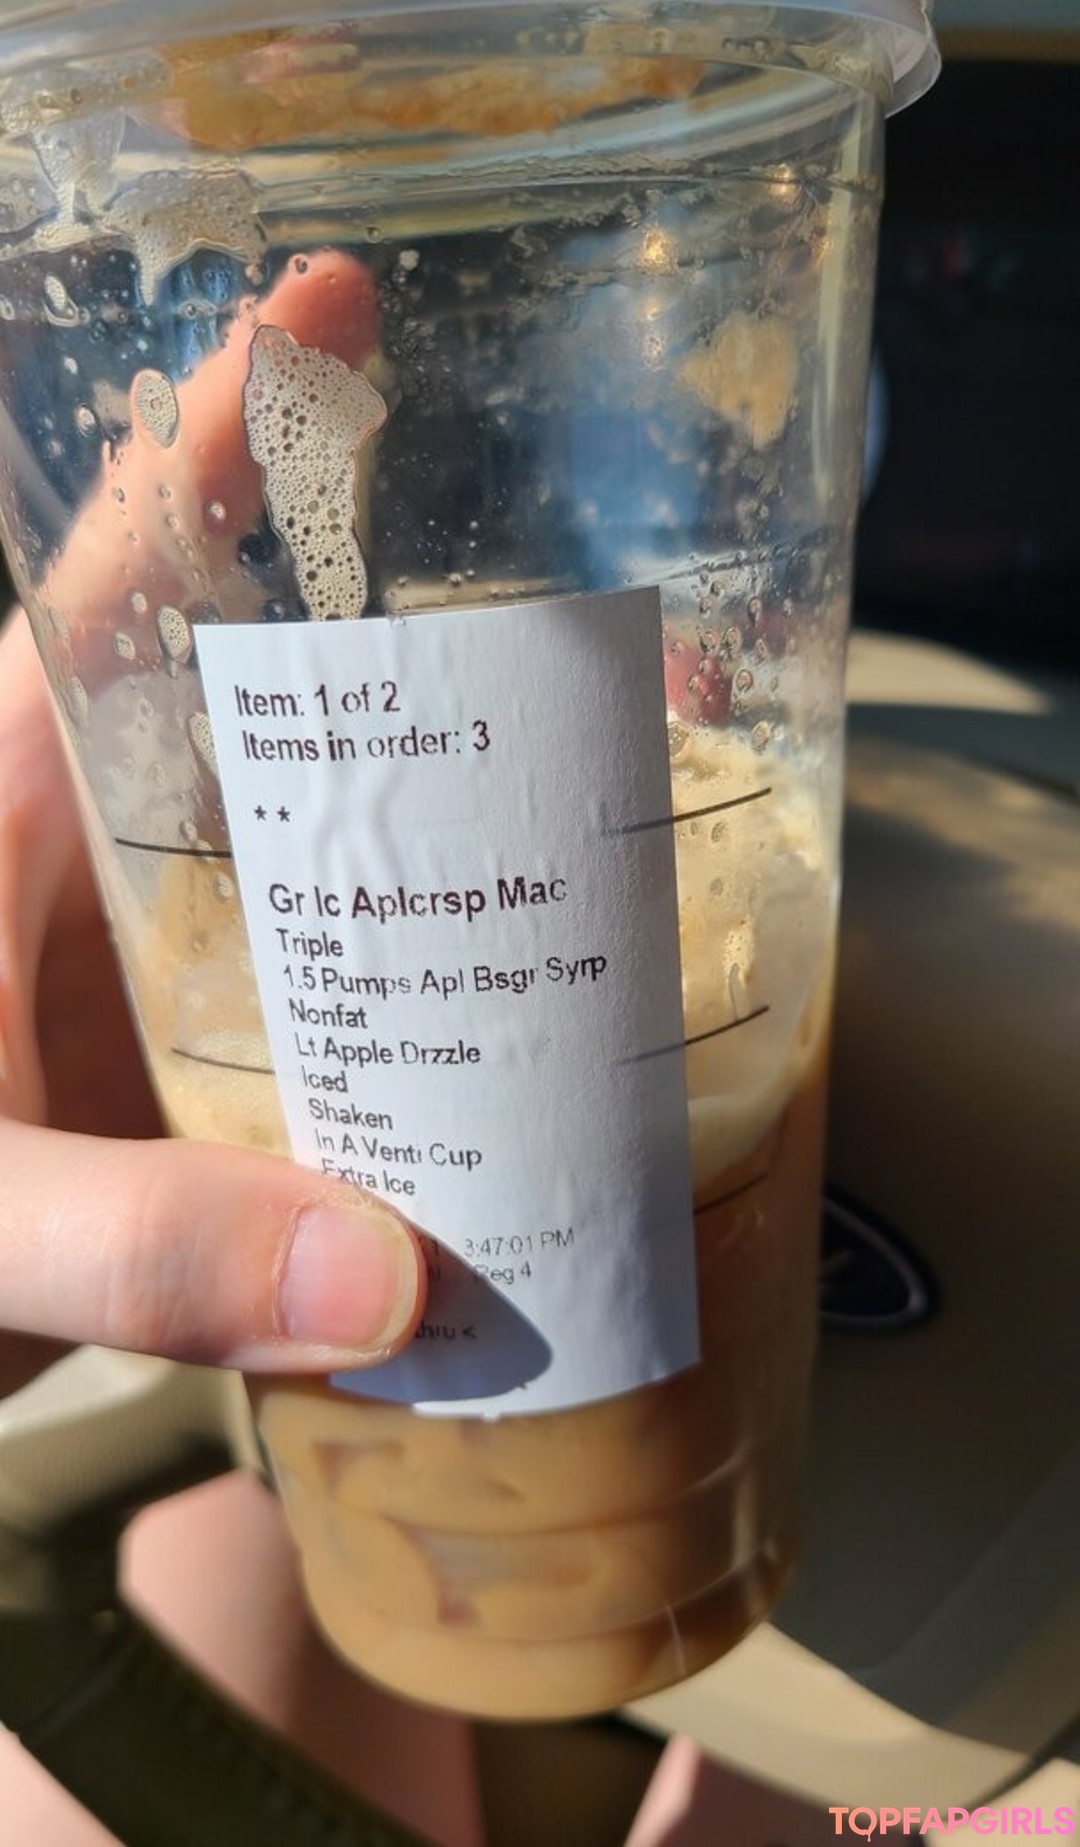 Item: 1 of 2
Items in order: 3
* *
Gr Ic Aplcrsp Mac
Triple
1.5 Pumps Apl Bsgr Syrp
Nonfat
Lt Apple Drzzle
Iced
Shaken
In A Venti Cup
Extra Ice
3:47:01 PM
Reg 4
thru <
TOPFAPGIRLS